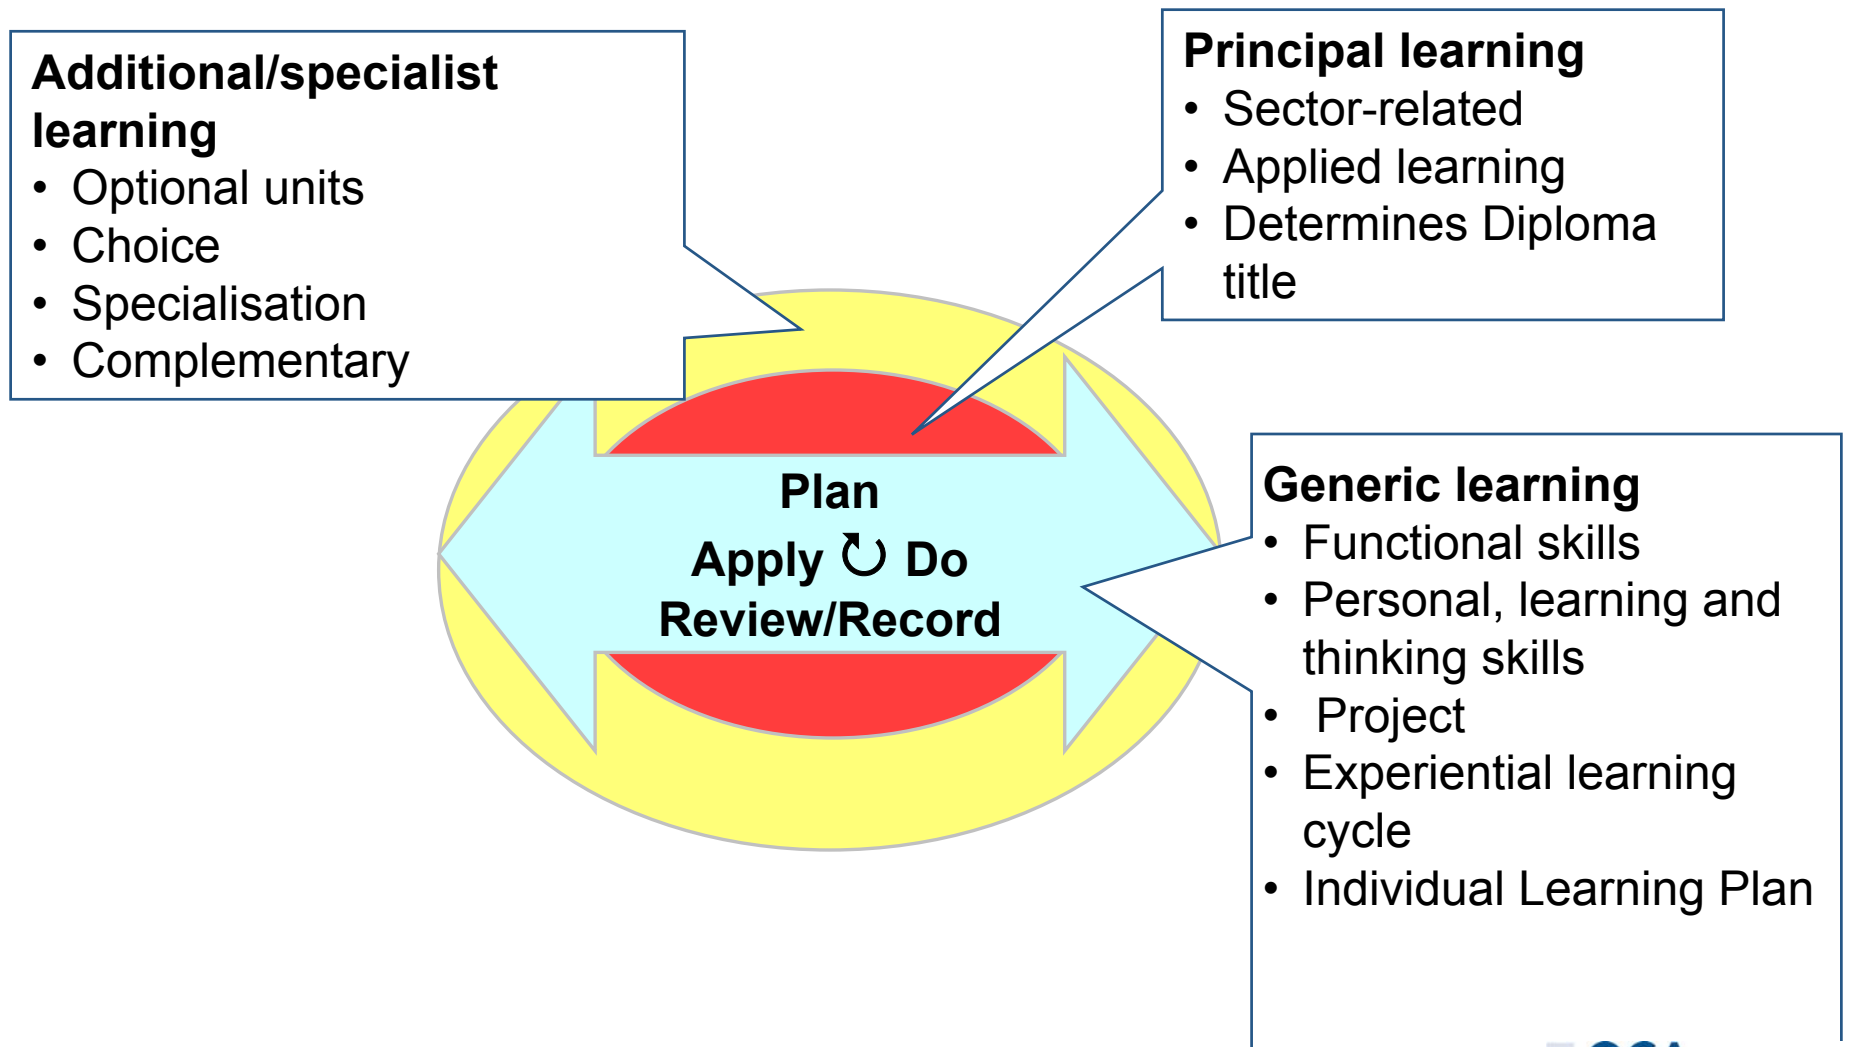 Additional/specialist
learning
• Optional units
• Choice
• Specialisation
• Complementary
Principal learning
• Sector-related
• Applied learning
• Determines Diploma
title
Plan
Apply ↻ Do
Review/Record
Generic learning
• Functional skills
• Personal, learning and
thinking skills
• Project
• Experiential learning
cycle
• Individual Learning Plan